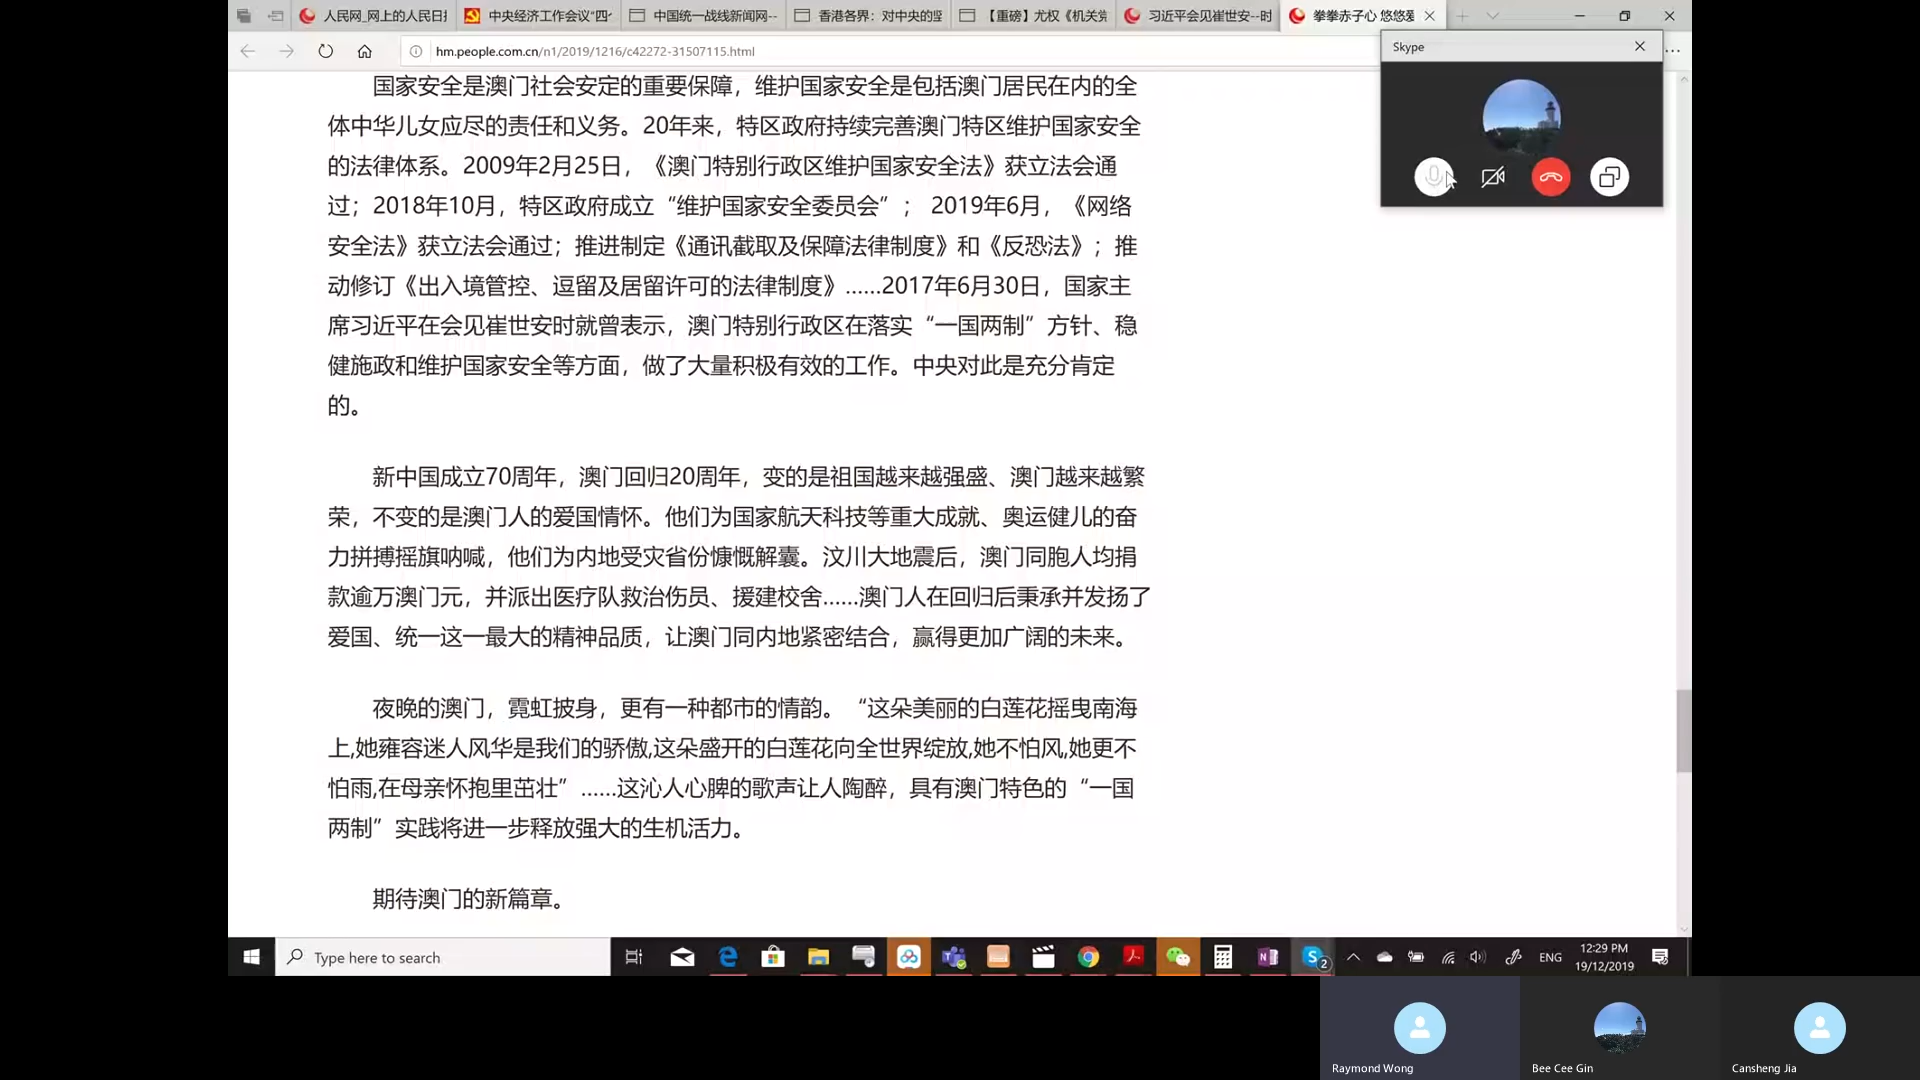 人民网_网上的人民日报
中央经济工作会议“四个
中国统一战线新闻网--
香港各界：对中央的坚
【重磅】尤权《机关党
习近平会见崔世安--时
拳拳赤子心 悠悠爱
hm.people.com.cn/n1/2019/1216/c42272-31507115.html
Skype
国家安全是澳门社会安定的重要保障，维护国家安全是包括澳门居民在内的全
体中华儿女应尽的责任和义务。20年来，特区政府持续完善澳门特区维护国家安全
的法律体系。2009年2月25日，《澳门特别行政区维护国家安全法》获立法会通
过；2018年10月，特区政府成立“维护国家安全委员会”； 2019年6月，《网络
安全法》获立法会通过；推进制定《通讯截取及保障法律制度》和《反恐法》；推
动修订《出入境管控、逗留及居留许可的法律制度》……2017年6月30日，国家主
席习近平在会见崔世安时就曾表示，澳门特别行政区在落实“一国两制”方针、稳
健施政和维护国家安全等方面，做了大量积极有效的工作。中央对此是充分肯定
的。
新中国成立70周年，澳门回归20周年，变的是祖国越来越强盛、澳门越来越繁
荣，不变的是澳门人的爱国情怀。他们为国家航天科技等重大成就、奥运健儿的奋
力拼搏摇旗呐喊，他们为内地受灾省份慷慨解囊。汶川大地震后，澳门同胞人均捐
款逾万澳门元，并派出医疗队救治伤员、援建校舍……澳门人在回归后秉承并发扬了
爱国、统一这一最大的精神品质，让澳门同内地紧密结合，赢得更加广阔的未来。
夜晚的澳门，霓虹披身，更有一种都市的情韵。“这朵美丽的白莲花摇曳南海
上,她雍容迷人风华是我们的骄傲,这朵盛开的白莲花向全世界绽放,她不怕风,她更不
怕雨,在母亲怀抱里茁壮”……这沁人心脾的歌声让人陶醉，具有澳门特色的“一国
两制”实践将进一步释放强大的生机活力。
期待澳门的新篇章。
Type here to search
2
ENG
12:29 PM
19/12/2019
Raymond Wong
Bee Cee Gin
Cansheng Jia